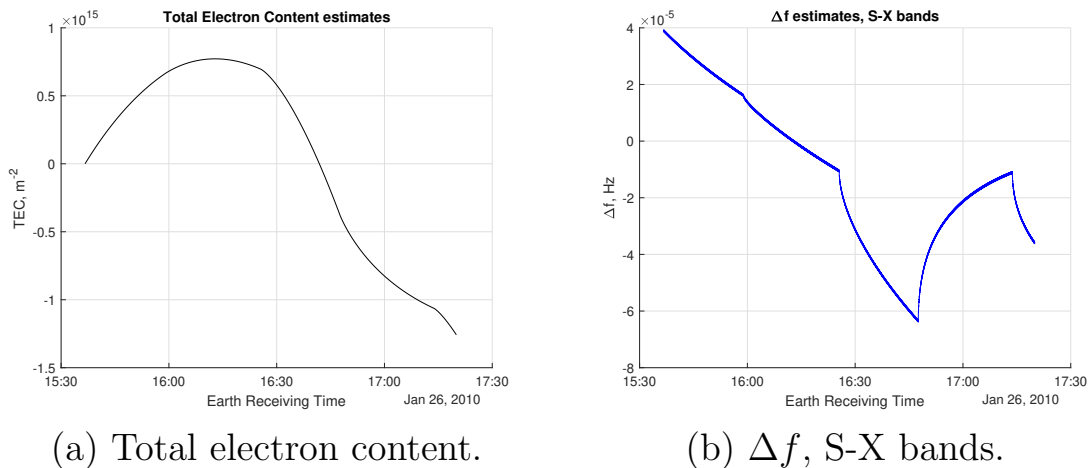 Total Electron Content estimates
1 ×10^15
0.5
0
-0.5
-1
-1.5
TEC, m^-2
15:30 16:00 16:30 17:00 17:30
Earth Receiving Time
Jan 26, 2010
(a) Total electron content.
Δf estimates, S-X bands
4 ×10^-5
2
0
-2
-4
-6
-8
Δf, Hz
15:30 16:00 16:30 17:00 17:30
Earth Receiving Time
Jan 26, 2010
(b) Δf, S-X bands.